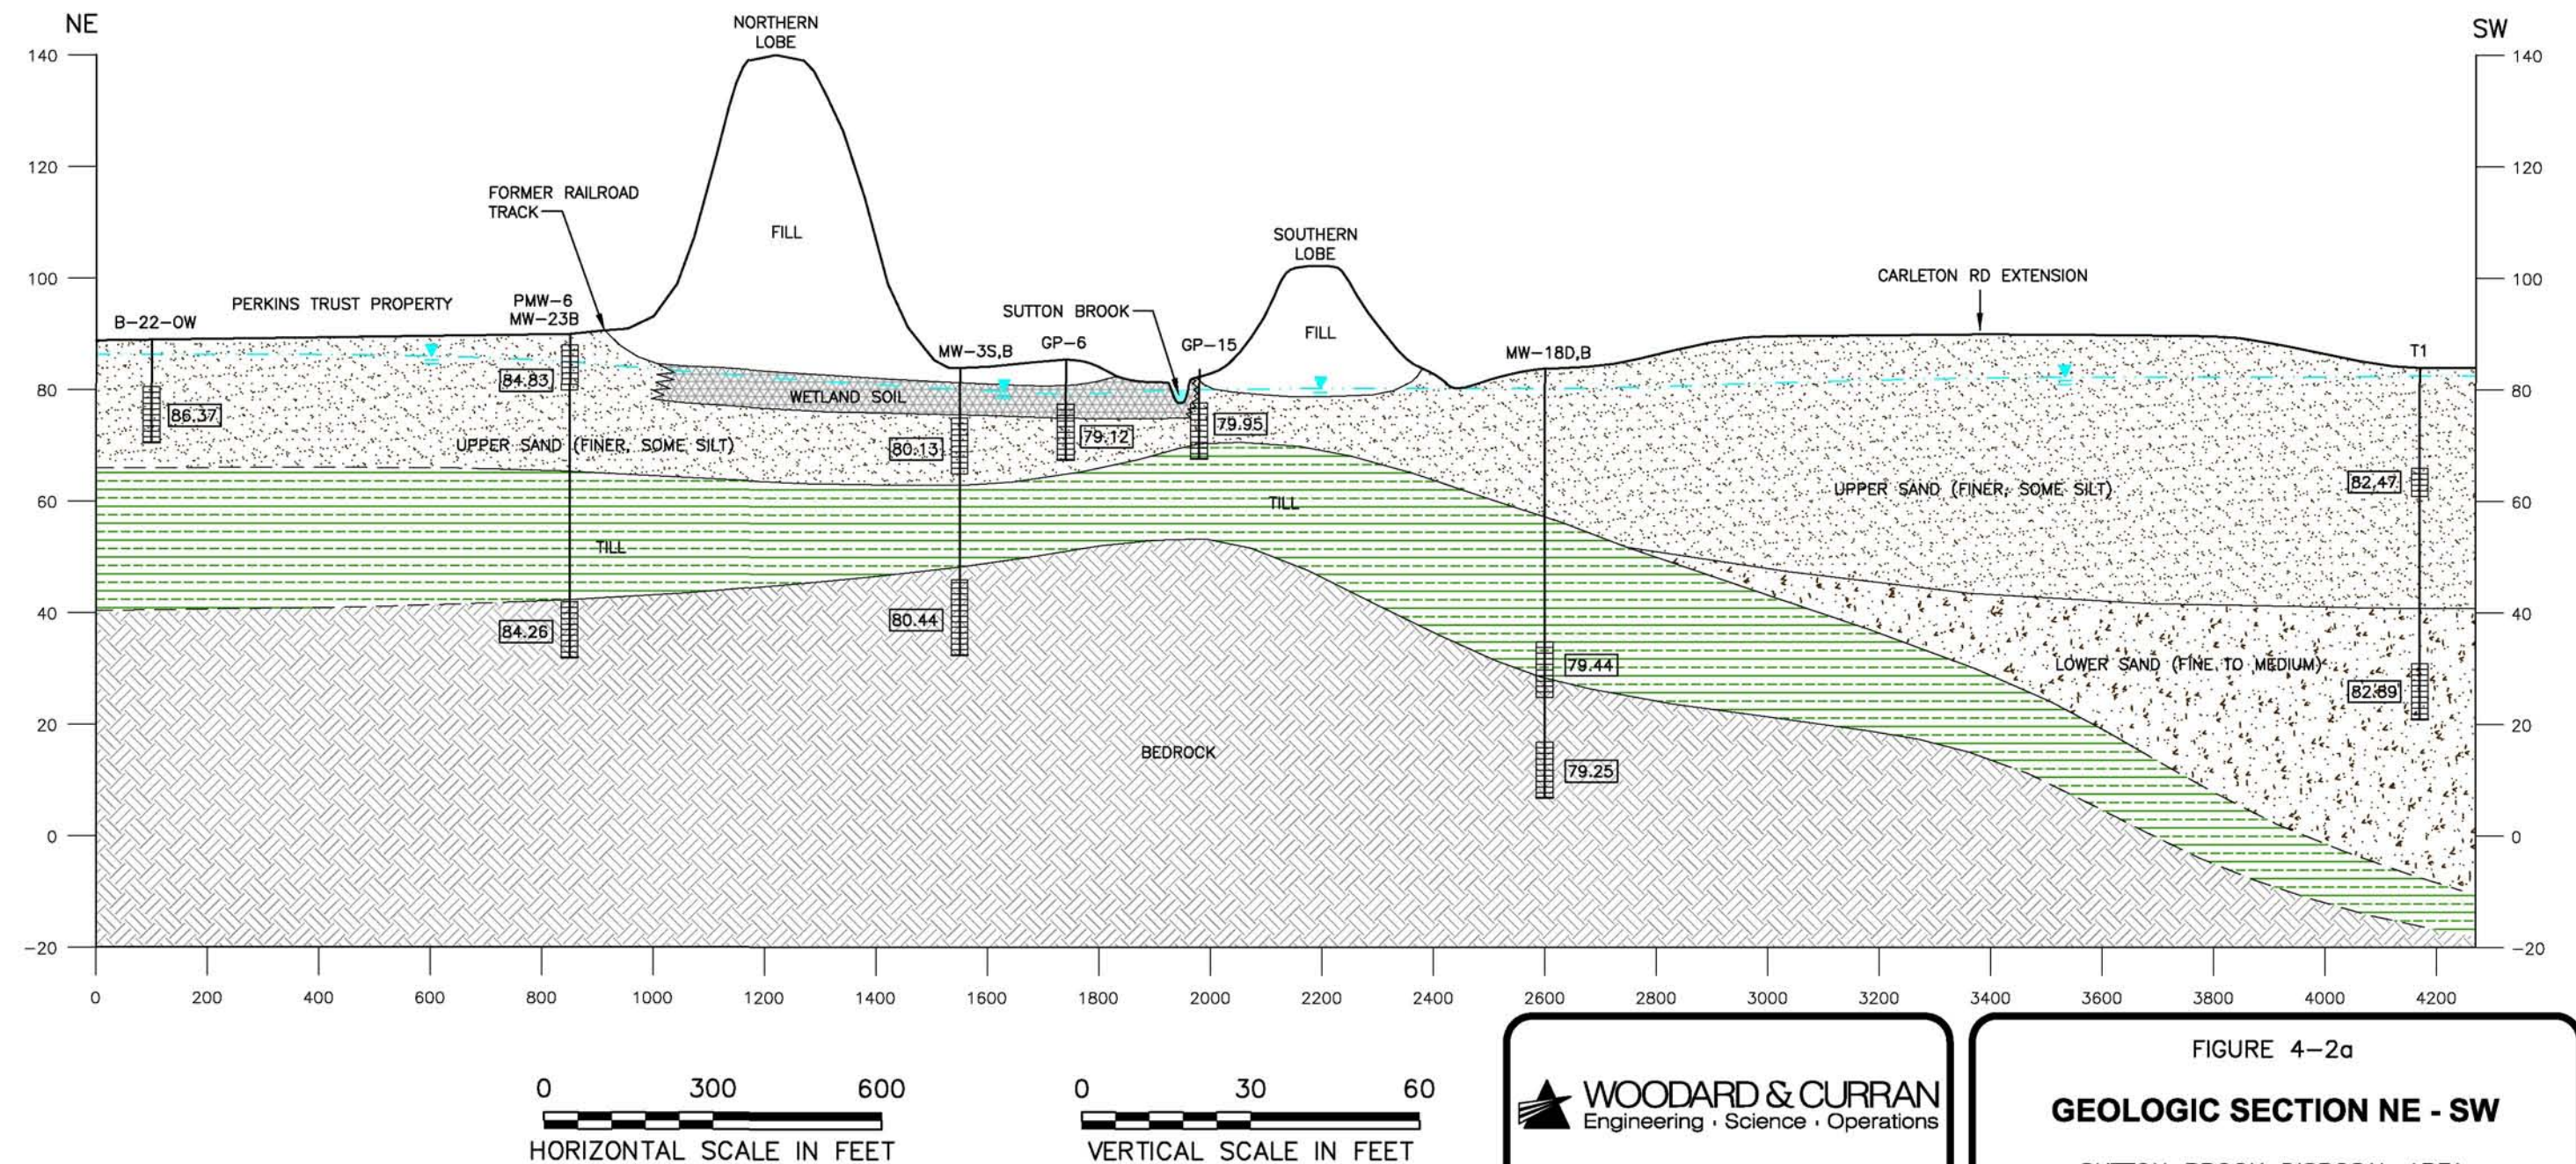 NE
SW
NORTHERN
LOBE
140
120
100
80
60
40
20
0
-20
140
120
100
80
60
40
20
0
-20
FORMER RAILROAD
TRACK
FILL
SOUTHERN
LOBE
FILL
SUTTON BROOK
CARLETON RD EXTENSION
PERKINS TRUST PROPERTY
B-22-OW
PMW-6
MW-23B
MW-3S,B
GP-6
GP-15
MW-18D,B
T1
86.37
84.83
WETLAND SOIL
UPPER SAND (FINER, SOME SILT)
80.13
79.12
79.95
UPPER SAND (FINER, SOME SILT)
82.47
TILL
TILL
84.26
80.44
79.44
LOWER SAND (FINE TO MEDIUM)
82.89
BEDROCK
79.25
0 200 400 600 800 1000 1200 1400 1600 1800 2000 2200 2400 2600 2800 3000 3200 3400 3600 3800 4000 4200
0 300 600
HORIZONTAL SCALE IN FEET
0 30 60
VERTICAL SCALE IN FEET
WOODARD & CURRAN
Engineering · Science · Operations
FIGURE 4-2a
GEOLOGIC SECTION NE - SW